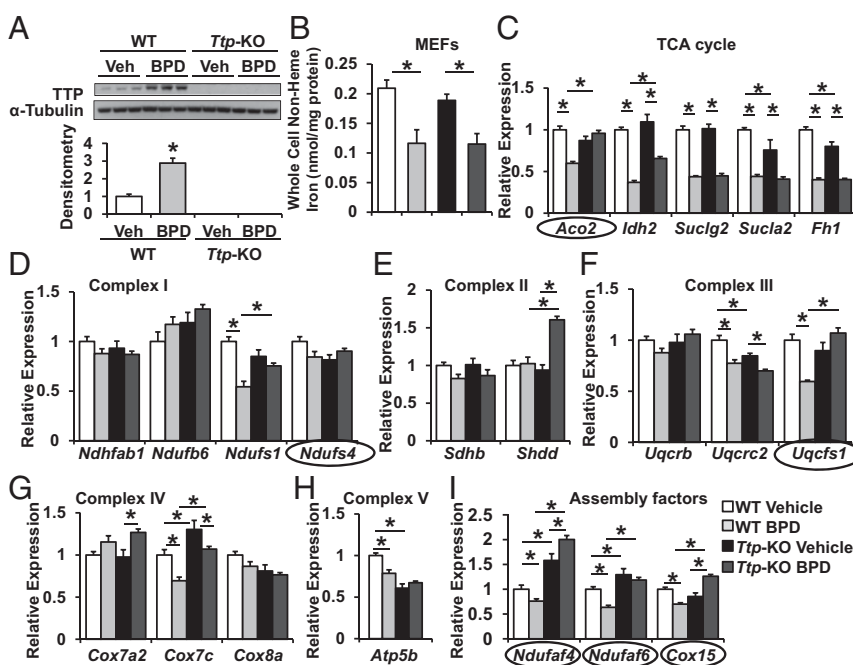 A
WT Ttp-KO
Veh BPD Veh BPD
TTP
α-Tubulin
Densitometry
4
3
2
1
0
*
Veh BPD Veh BPD
WT Ttp-KO
B
MEFs
Whole Cell Non-Heme
Iron (nmol/mg protein)
0.25
0.2
0.15
0.1
0.05
0
* *
C
TCA cycle
Relative Expression
1.5
1
0.5
0
* * * * * * * * * * * *
Aco2 Idh2 Suclg2 Sucla2 Fh1
D
Complex I
Relative Expression
1.5
1
0.5
0
* *
Ndhfab1 Ndufb6 Ndufs1 Ndufs4
E
Complex II
Relative Expression
2
1.5
1
0.5
0
* *
Sdhb Shdd
F
Complex III
Relative Expression
1.5
1
0.5
0
* * * * *
Uqcrb Uqcrc2 Uqcfs1
G
Complex IV
Relative Expression
1.5
1
0.5
0
* * * * *
Cox7a2 Cox7c Cox8a
H
Complex V
Relative Expression
1.5
1
0.5
0
* *
Atp5b
I
Assembly factors
Relative Expression
2.5
2
1.5
1
0.5
0
* * * * * * * * *
Ndufaf4 Ndufaf6 Cox15
WT Vehicle
WT BPD
Ttp-KO Vehicle
Ttp-KO BPD